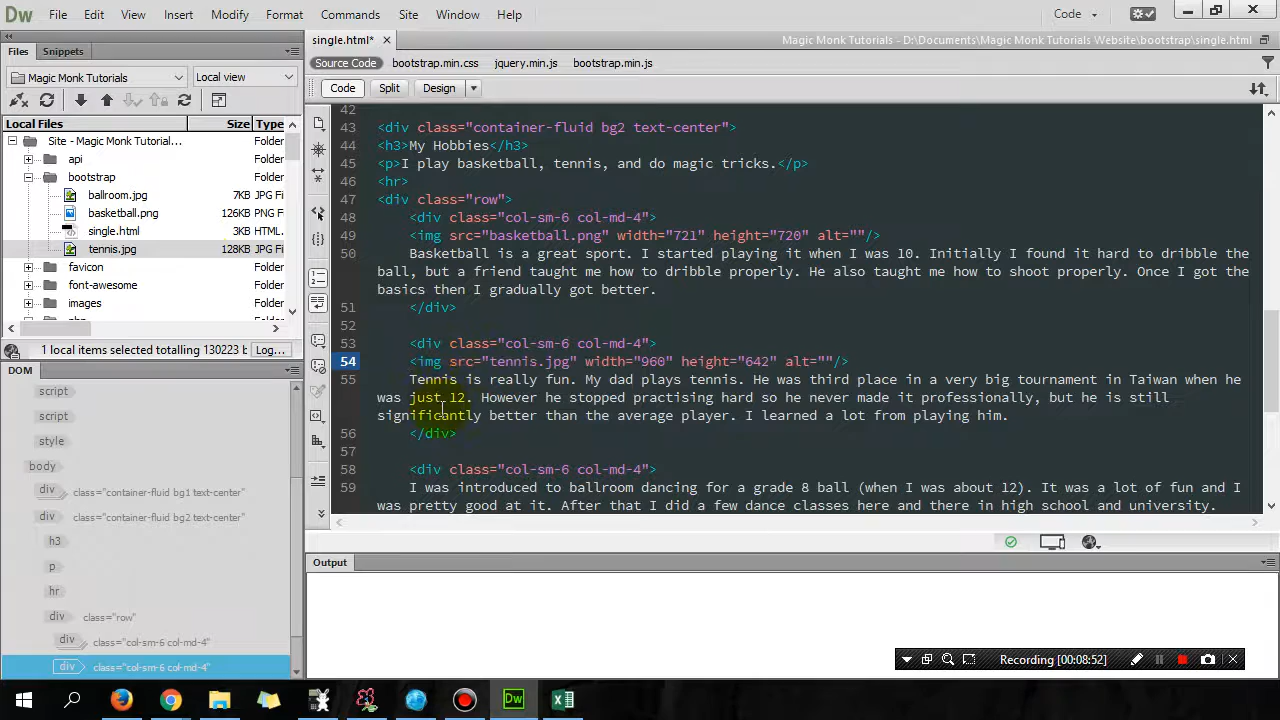 Dw File Edit View Insert Modify Format Commands Site Window Help Code
Files Snippets
single.html* Magic Monk Tutorials - D:\Documents\Magic Monk Tutorials Website\bootstrap\single.html
Source Code bootstrap.min.css jquery.min.js bootstrap.min.js
Magic Monk Tutorials Local view
Code Split Design
Local Files Size Type
Site - Magic Monk Tutorial... Folder
api Folder
bootstrap Folder
ballroom.jpg 7KB JPG Fi
basketball.png 126KB PNG F
single.html 3KB HTML
tennis.jpg 128KB JPG Fi
favicon Folder
font-awesome Folder
images Folder
Folder
1 local items selected totalling 130223 b Log...
DOM
script
script
style
body
div class="container-fluid bg1 text-center"
div class="container-fluid bg2 text-center"
h3
p
hr
div class="row"
div class="col-sm-6 col-md-4"
div class="col-sm-6 col-md-4"
42
43 <div class="container-fluid bg2 text-center">
44 <h3>My Hobbies</h3>
45 <p>I play basketball, tennis, and do magic tricks.</p>
46 <hr>
47 <div class="row">
48 <div class="col-sm-6 col-md-4">
49 <img src="basketball.png" width="721" height="720" alt=""/>
50 Basketball is a great sport. I started playing it when I was 10. Initially I found it hard to dribble the
ball, but a friend taught me how to dribble properly. He also taught me how to shoot properly. Once I got the
basics then I gradually got better.
51 </div>
52
53 <div class="col-sm-6 col-md-4">
54 <img src="tennis.jpg" width="960" height="642" alt=""/>
55 Tennis is really fun. My dad plays tennis. He was third place in a very big tournament in Taiwan when he
was just 12. However he stopped practising hard so he never made it professionally, but he is still
significantly better than the average player. I learned a lot from playing him.
56 </div>
57
58 <div class="col-sm-6 col-md-4">
59 I was introduced to ballroom dancing for a grade 8 ball (when I was about 12). It was a lot of fun and I
was pretty good at it. After that I did a few dance classes here and there in high school and university.
Output
Recording [00:08:52]
Dw